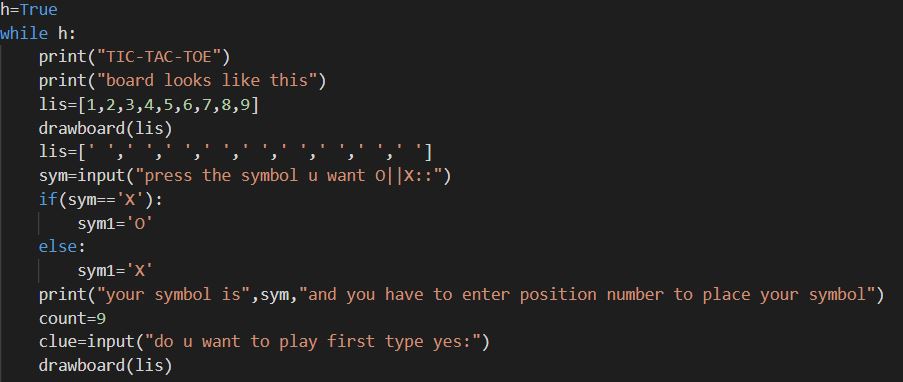 h=True
while h:
    print("TIC-TAC-TOE")
    print("board looks like this")
    lis=[1,2,3,4,5,6,7,8,9]
    drawboard(lis)
    lis=[' ',' ',' ',' ',' ',' ',' ',' ',' ']
    sym=input("press the symbol u want O||X::")
    if(sym=='X'):
        sym1='O'
    else:
        sym1='X'
    print("your symbol is",sym,"and you have to enter position number to place your symbol")
    count=9
    clue=input("do u want to play first type yes:")
    drawboard(lis)